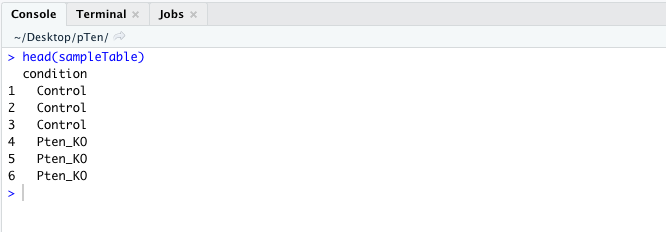 Console Terminal × Jobs ×
~/Desktop/pTen/
> head(sampleTable)
condition
1 Control
2 Control
3 Control
4 Pten_KO
5 Pten_KO
6 Pten_KO
>